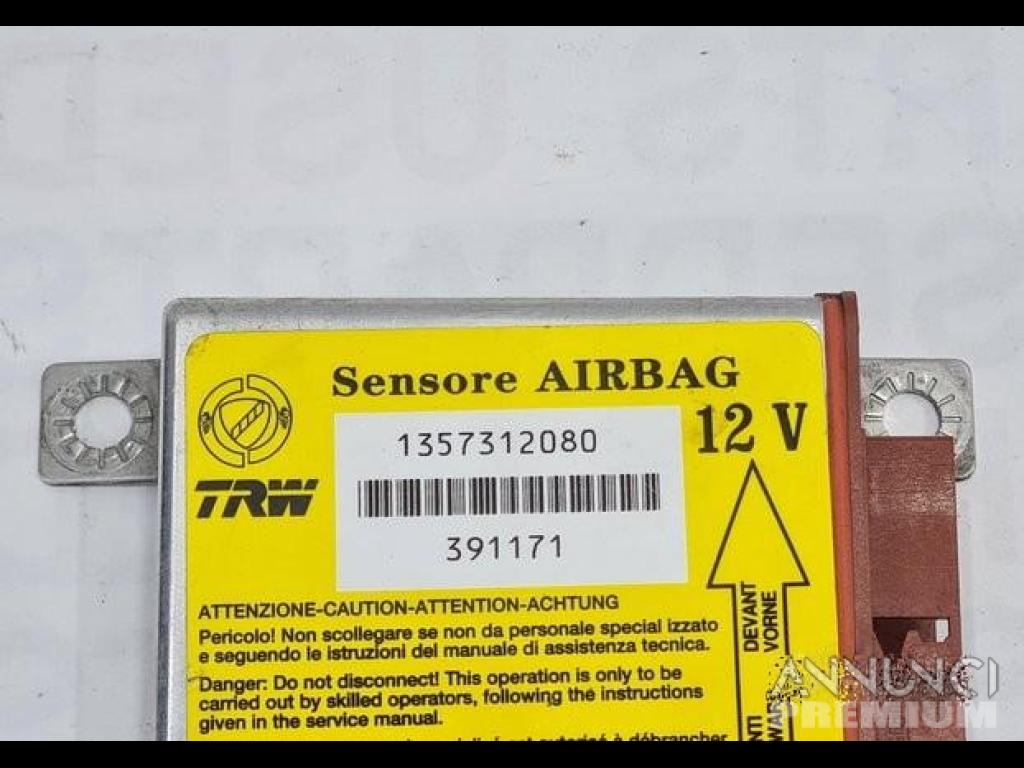 Sensore AIRBAG
12 V
1357312080
391171
TRW
ATTENZIONE-CAUTION-ATTENTION-ACHTUNG
Pericolo! Non scollegare se non da personale special izzato
e seguendo le istruzioni del manuale di assistenza tecnica.
Danger: Do not disconnect! This operation is only to be
carried out by skilled operators, following the instructions
given in the service manual.
à débrancher
DEVANT
VORNE
ANNUNCI
PREMIUM